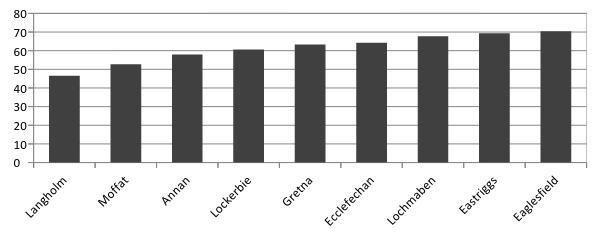 80
70
60
50
40
30
20
10
0
Langholm
Moffat
Annan
Lockerbie
Gretna
Ecclefechan
Lochmaben
Eastriggs
Eaglesfield